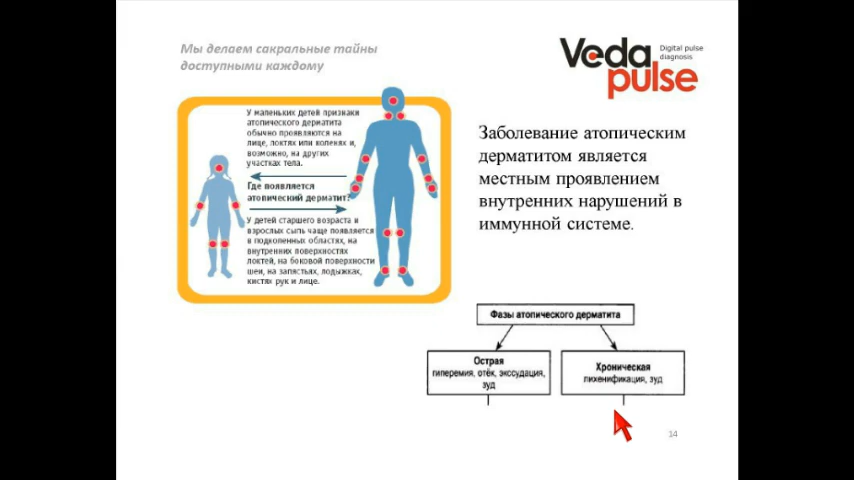 Мы делаем сакральные тайны
доступными каждому
Veda
pulse
Digital pulse
diagnosis
У маленьких детей признаки
атопического дерматита
обычно проявляются на
лице, локтях или коленях и,
возможно, на других
участках тела.
Где появляется
атопический дерматит?
У детей старшего возраста и
взрослых сыпь чаще появляется
в подколенных областях, на
внутренних поверхностях
локтей, на боковой поверхности
шеи, на запястьях, лодыжках,
кистях рук и лице.
Заболевание атопическим
дерматитом является
местным проявлением
внутренних нарушений в
иммунной системе.
Фазы атопического дерматита
Острая
гиперемия, отёк, экссудация,
зуд
Хроническая
лихенификация, зуд
14